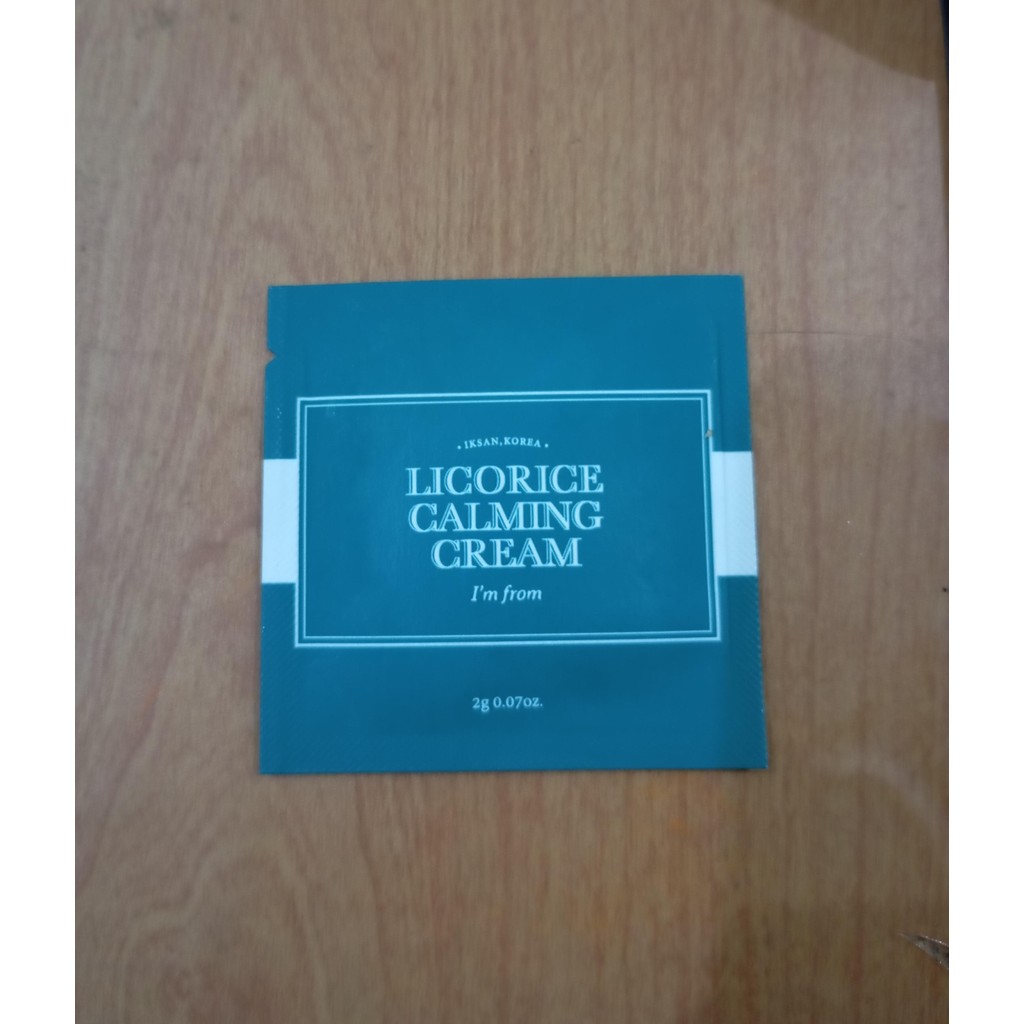 • IKSAN, KOREA •
LICORICE
CALMING
CREAM
I'm from
2g 0.07oz.